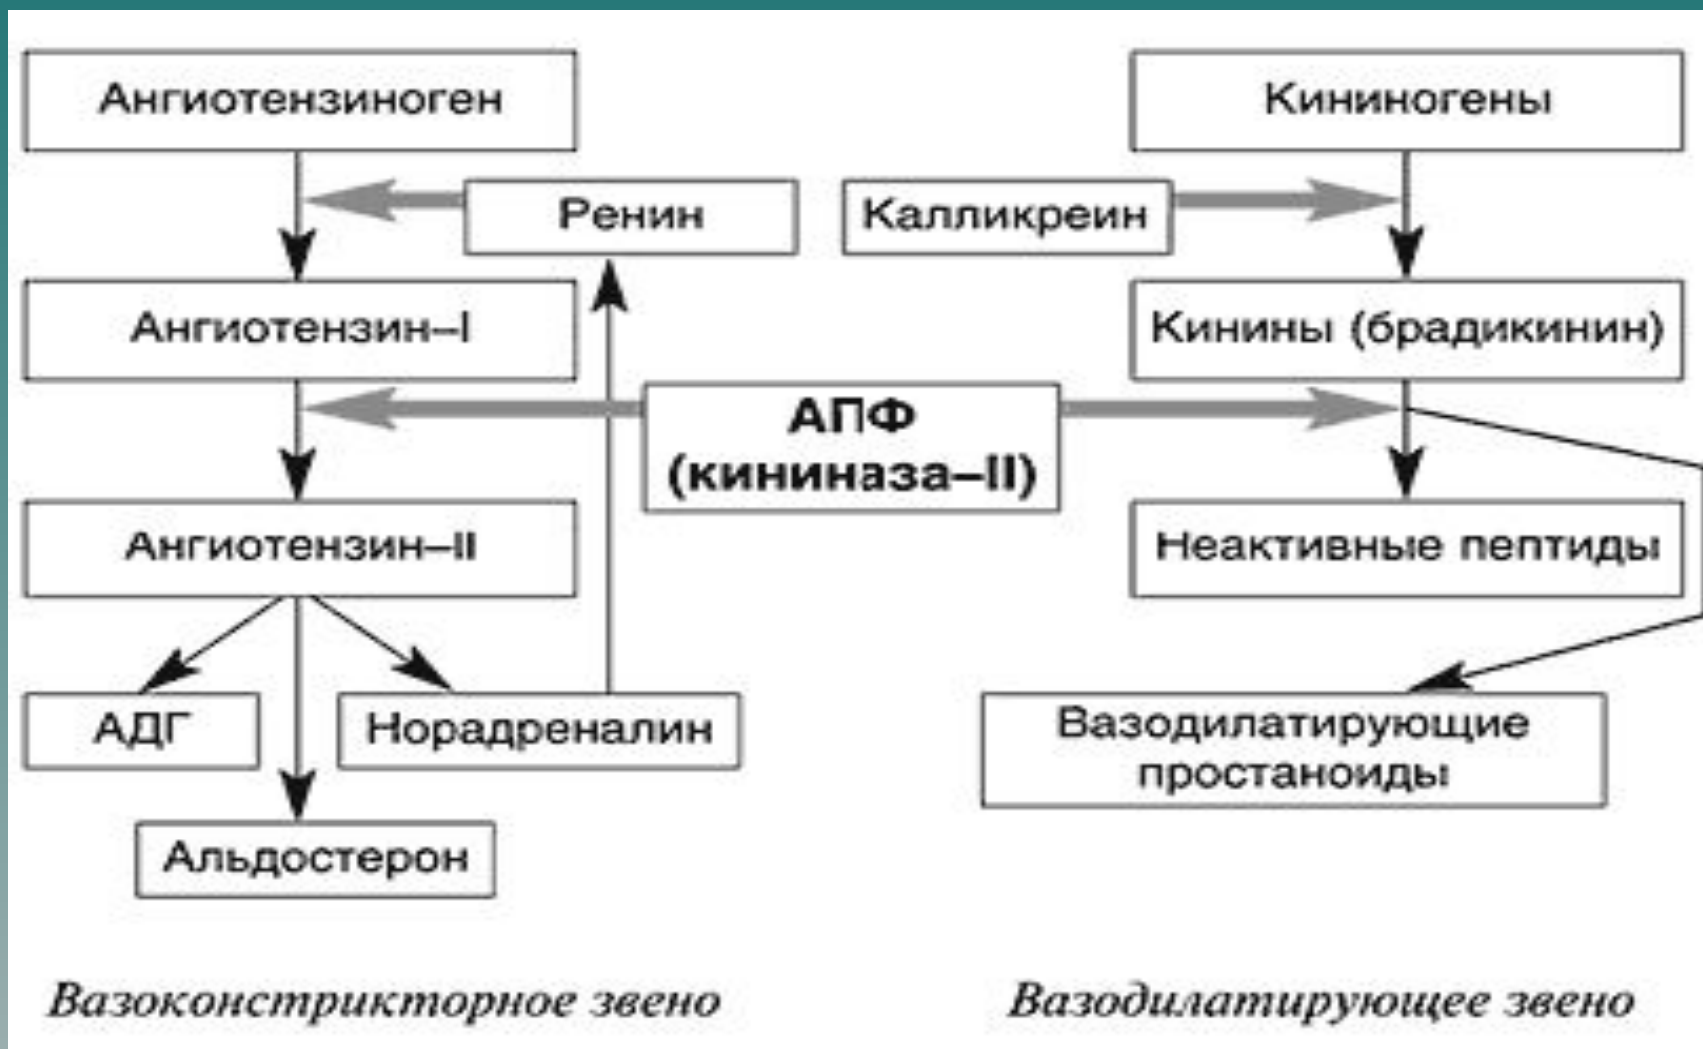 Ангиотензиноген
Кининогены
Ренин
Калликреин
Ангиотензин–I
Кинины (брадикинин)
АПФ
(кининаза–II)
Ангиотензин–II
Неактивные пептиды
АДГ
Норадреналин
Вазодилатирующие
простаноиды
Альдостерон
Вазоконстрикторное звено
Вазодилатирующее звено